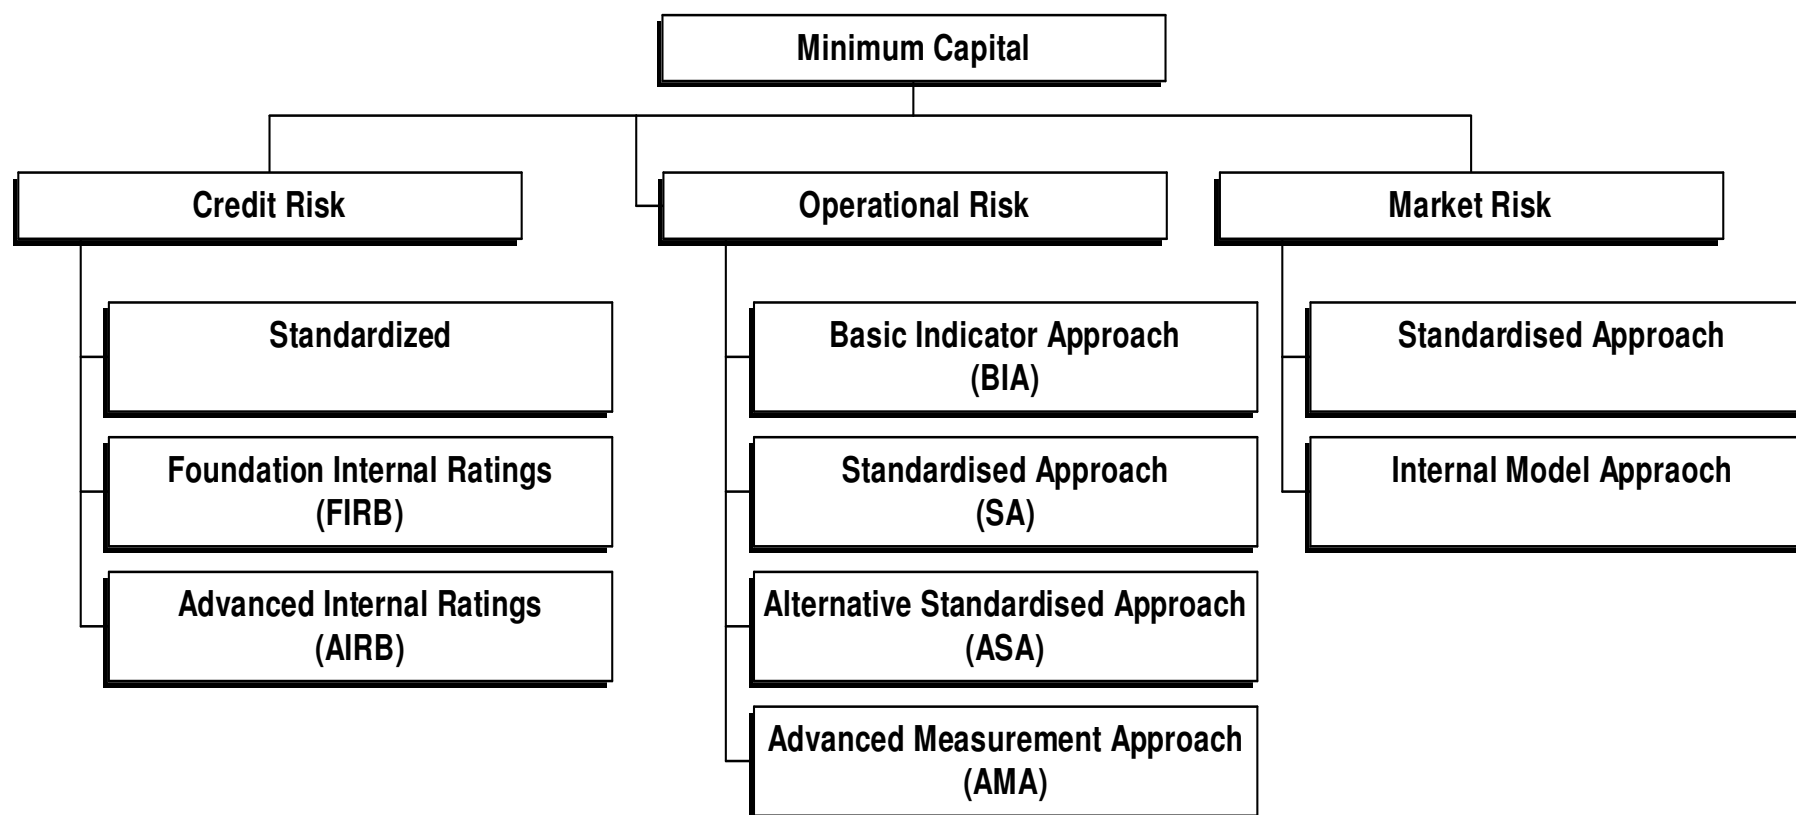 Minimum Capital
Credit Risk
Operational Risk
Market Risk
Standardized
Foundation Internal Ratings
(FIRB)
Advanced Internal Ratings
(AIRB)
Basic Indicator Approach
(BIA)
Standardised Approach
(SA)
Alternative Standardised Approach
(ASA)
Advanced Measurement Approach
(AMA)
Standardised Approach
Internal Model Appraoch